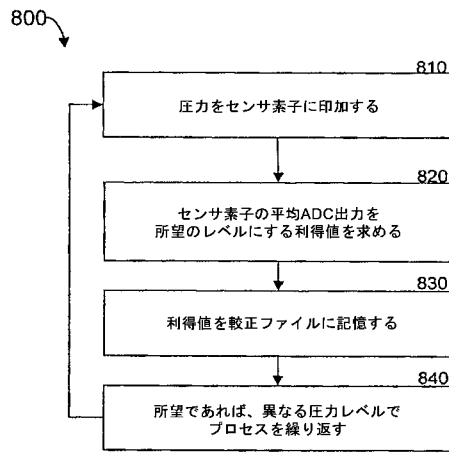 800
810
圧力をセンサ素子に印加する
820
センサ素子の平均ADC出力を
所望のレベルにする利得値を求める
830
利得値を較正ファイルに記憶する
840
所望であれば、異なる圧力レベルで
プロセスを繰り返す